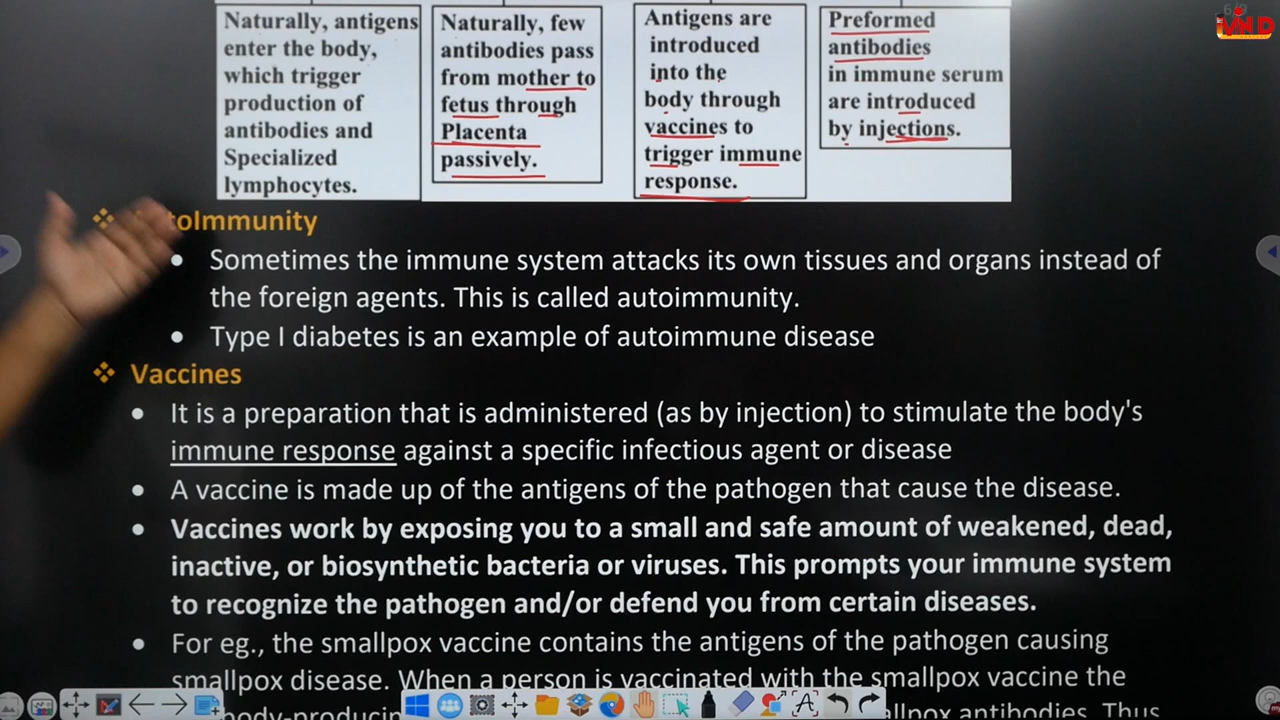 Naturally, antigens
enter the body,
which trigger
production of
antibodies and
Specialized
lymphocytes.
Naturally, few
antibodies pass
from mother to
fetus through
Placenta
passively.
Antigens are
introduced
into the
body through
vaccines to
trigger immune
response.
Preformed
antibodies
in immune serum
are introduced
by injections.
MND
toImmunity
Sometimes the immune system attacks its own tissues and organs instead of
the foreign agents. This is called autoimmunity.
Type I diabetes is an example of autoimmune disease
Vaccines
It is a preparation that is administered (as by injection) to stimulate the body's
immune response against a specific infectious agent or disease
A vaccine is made up of the antigens of the pathogen that cause the disease.
Vaccines work by exposing you to a small and safe amount of weakened, dead,
inactive, or biosynthetic bacteria or viruses. This prompts your immune system
to recognize the pathogen and/or defend you from certain diseases.
For eg., the smallpox vaccine contains the antigens of the pathogen causing
smallpox disease. When a person is vaccinated with the smallpox vaccine the
antibodies. Thus